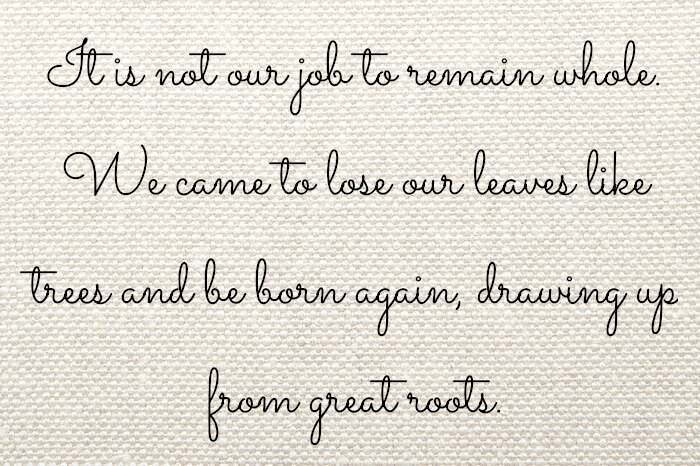 It is not our job to remain whole.
We came to lose our leaves like
trees and be born again, drawing up
from great roots.